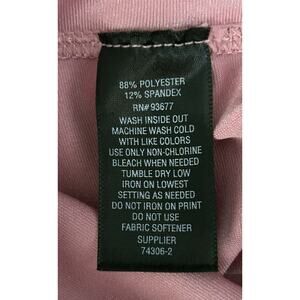 88% POLYESTER
12% SPANDEX
RN# 93677
WASH INSIDE OUT
MACHINE WASH COLD
WITH LIKE COLORS
USE ONLY NON-CHLORINE
BLEACH WHEN NEEDED
TUMBLE DRY LOW
IRON ON LOWEST
SETTING AS NEEDED
DO NOT IRON ON PRINT
DO NOT USE
FABRIC SOFTENER
SUPPLIER
74306-2